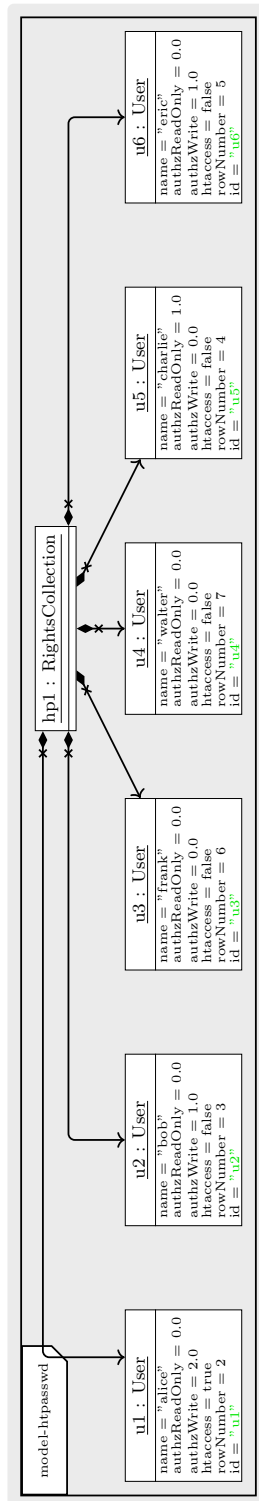 model-htpasswd
hp1 : RightsCollection
u1 : User
name = "alice"
authzReadOnly = 0.0
authzWrite = 2.0
htaccess = true
rowNumber = 2
id = "u1"
u2 : User
name = "bob"
authzReadOnly = 0.0
authzWrite = 1.0
htaccess = false
rowNumber = 3
id = "u2"
u3 : User
name = "frank"
authzReadOnly = 0.0
authzWrite = 0.0
htaccess = false
rowNumber = 6
id = "u3"
u4 : User
name = "walter"
authzReadOnly = 0.0
authzWrite = 0.0
htaccess = false
rowNumber = 7
id = "u4"
u5 : User
name = "charlie"
authzReadOnly = 1.0
authzWrite = 0.0
htaccess = false
rowNumber = 4
id = "u5"
u6 : User
name = "eric"
authzReadOnly = 0.0
authzWrite = 1.0
htaccess = false
rowNumber = 5
id = "u6"